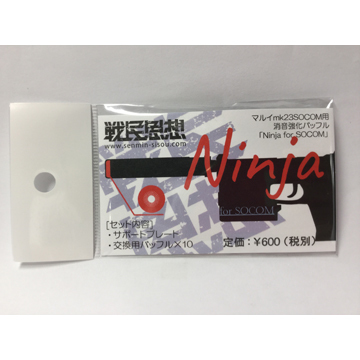 戦民思想
www.senmin-sisou.com
マルイmk23SOCOM用
消音強化バッフル
「Ninja for SOCOM」
Ninja
for SOCOM
[セット内容]
・サポートプレート
・交換用バッフル×10
定価：¥600（税別）